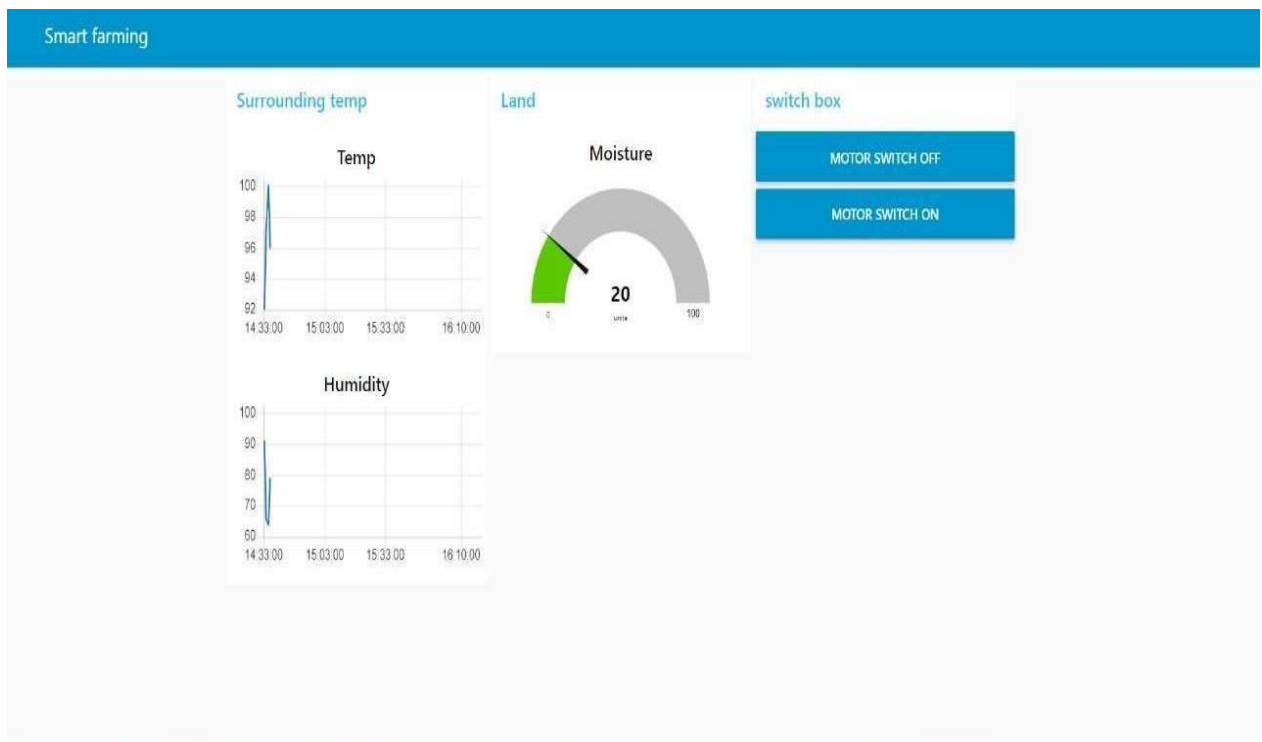 Smart farming
Surrounding temp
Temp
100
98
96
94
92
14:33:00 15:03:00 15:33:00 16:10:00
Humidity
100
90
80
70
60
14:33:00 15:03:00 15:33:00 16:10:00
Land
Moisture
20
0 units 100
switch box
MOTOR SWITCH OFF
MOTOR SWITCH ON